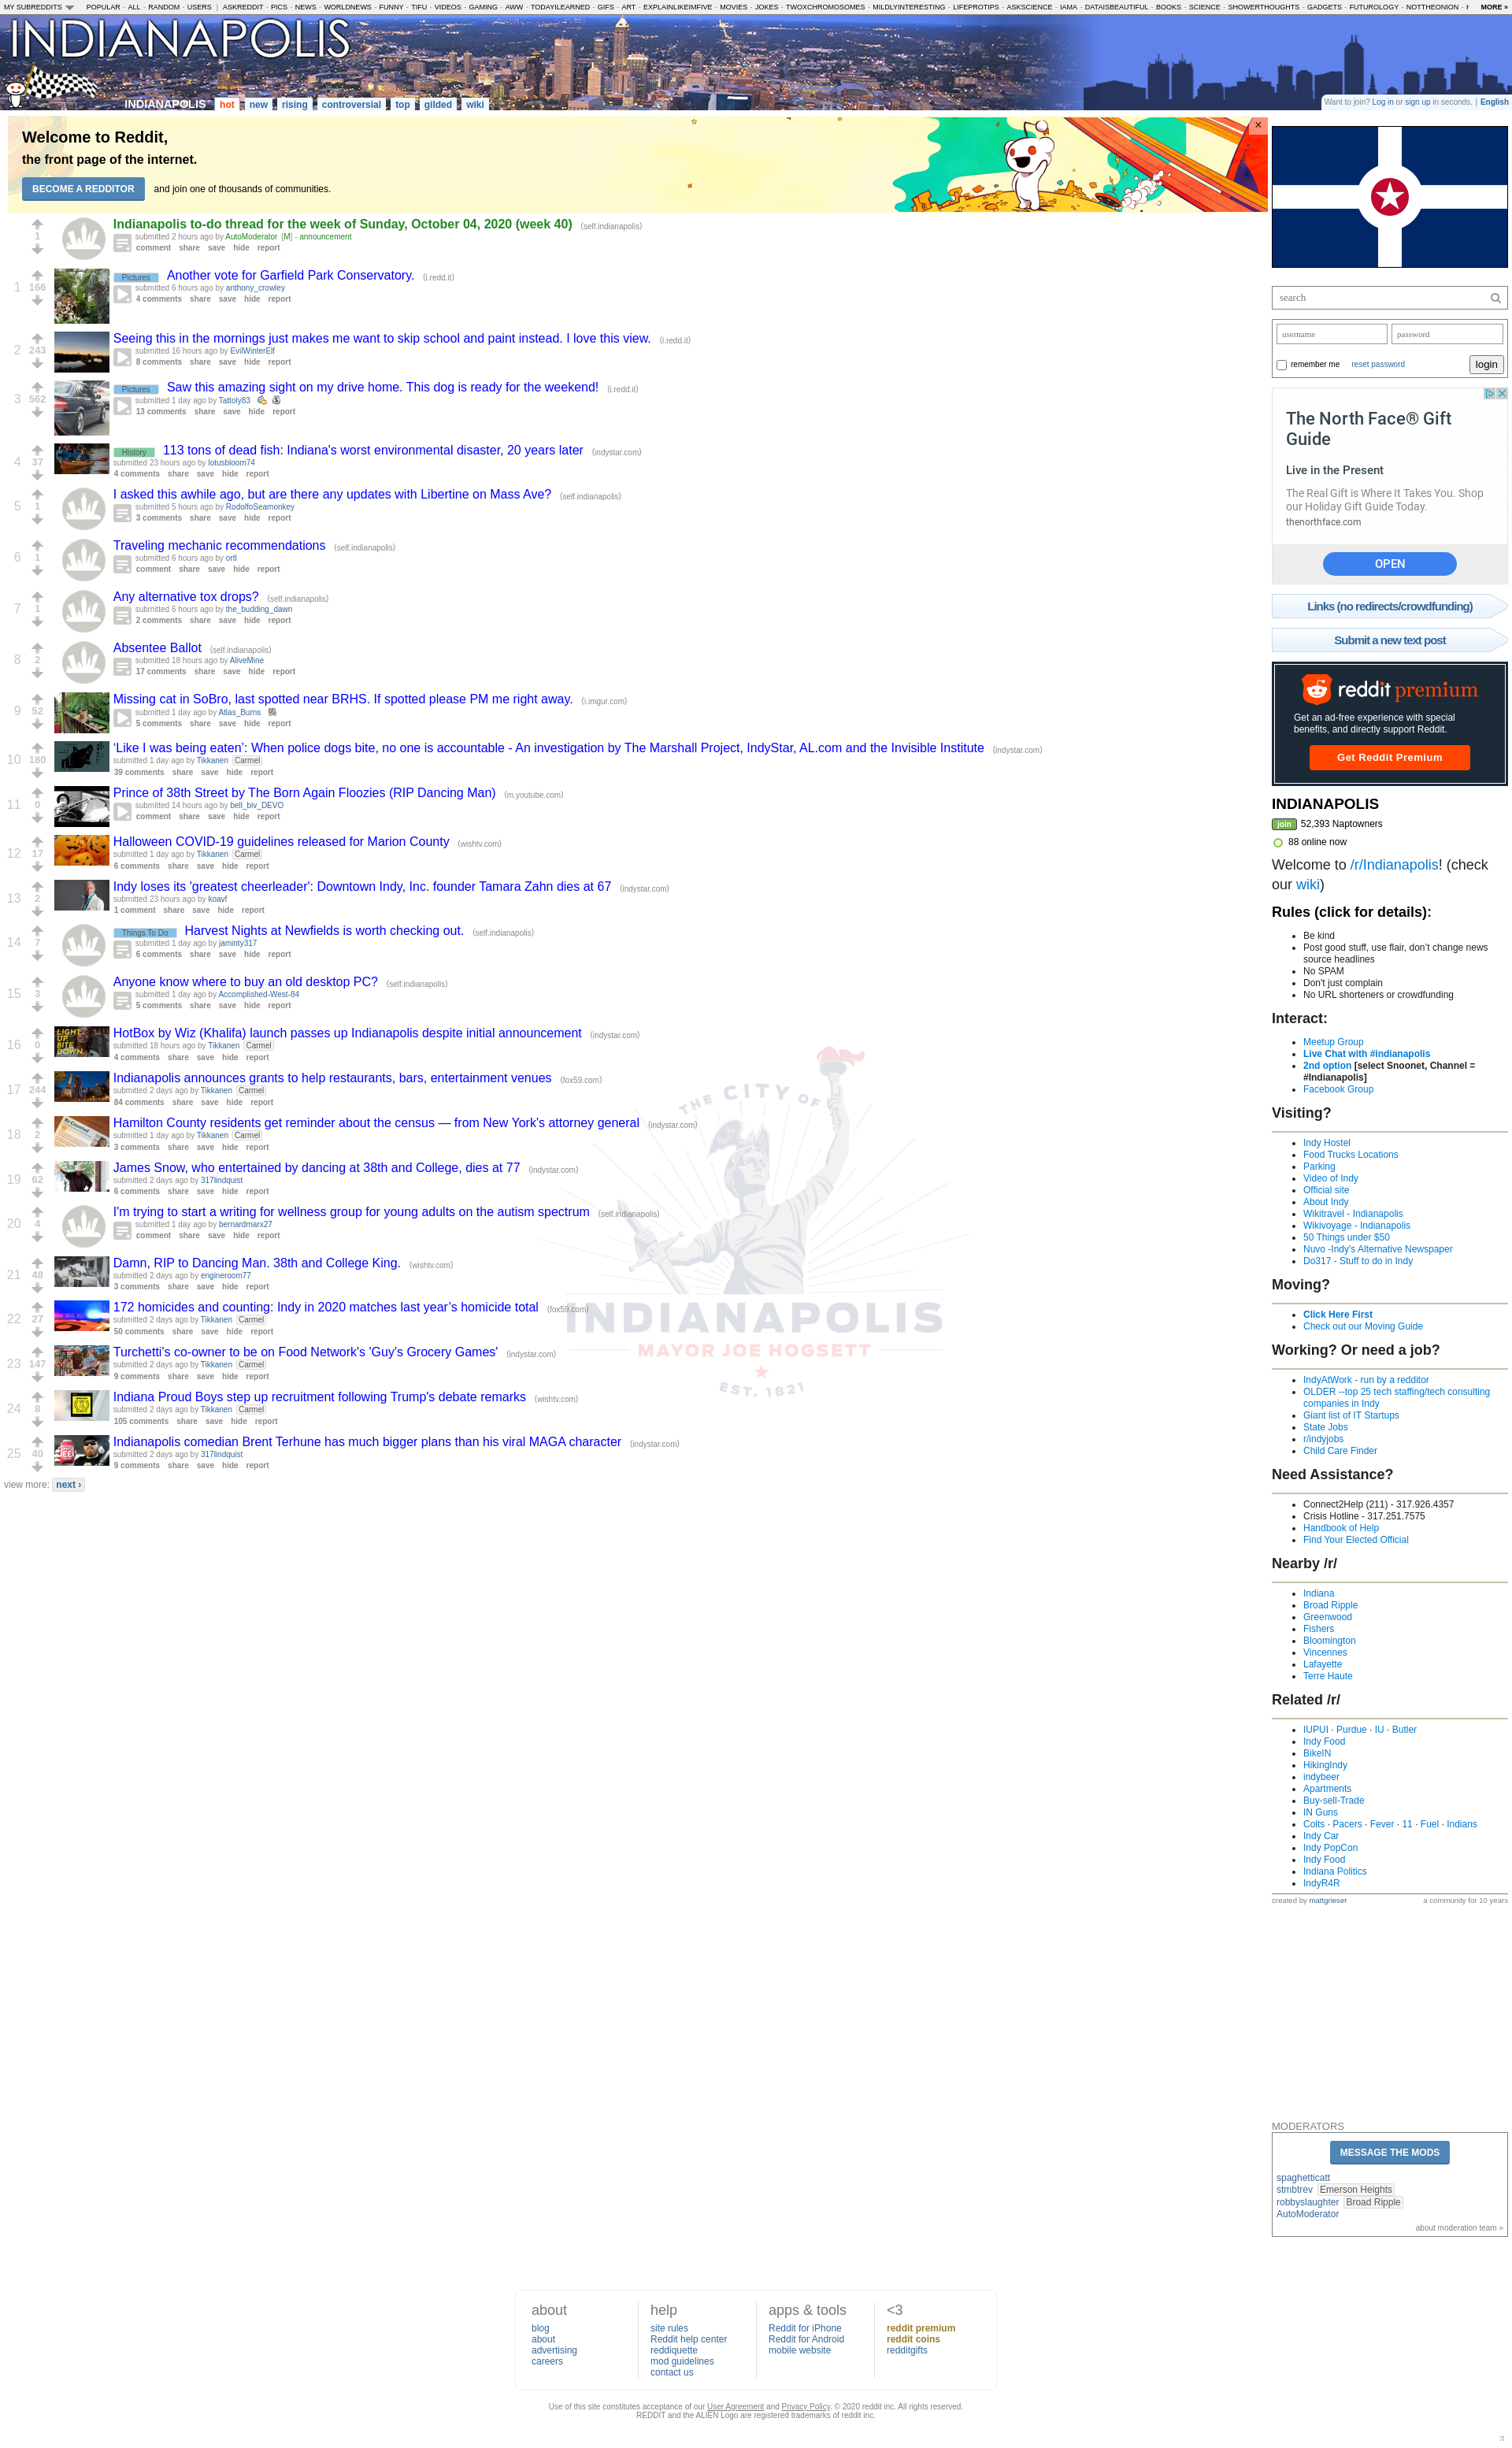 MY SUBREDDITS POPULAR - ALL - RANDOM - USERS | ASKREDDIT - PICS - NEWS - WORLDNEWS - FUNNY - TIFU - VIDEOS - GAMING - AWW - TODAYILEARNED - GIFS - ART - EXPLAINLIKEIMFIVE - MOVIES - JOKES - TWOXCHROMOSOMES - MILDLYINTERESTING - LIFEPROTIPS - ASKSCIENCE - IAMA - DATAISBEAUTIFUL - BOOKS - SCIENCE - SHOWERTHOUGHTS - GADGETS - FUTUROLOGY - NOTTHEONION - MORE »
INDIANAPOLIS
INDIANAPOLIS hot new rising controversial top gilded wiki
Want to join? Log in or sign up in seconds. | English
Welcome to Reddit,
the front page of the internet.
BECOME A REDDITOR and join one of thousands of communities.
×
1
Indianapolis to-do thread for the week of Sunday, October 04, 2020 (week 40) (self.indianapolis)
submitted 2 hours ago by AutoModerator [M] - announcement
comment share save hide report
1 166
Pictures Another vote for Garfield Park Conservatory. (i.redd.it)
submitted 6 hours ago by anthony_crowley
4 comments share save hide report
2 243
Seeing this in the mornings just makes me want to skip school and paint instead. I love this view. (i.redd.it)
submitted 16 hours ago by EvilWinterElf
8 comments share save hide report
3 562
Pictures Saw this amazing sight on my drive home. This dog is ready for the weekend! (i.redd.it)
submitted 1 day ago by Tattoly83
13 comments share save hide report
4 37
History 113 tons of dead fish: Indiana's worst environmental disaster, 20 years later (indystar.com)
submitted 23 hours ago by lotusbloom74
4 comments share save hide report
5 1
I asked this awhile ago, but are there any updates with Libertine on Mass Ave? (self.indianapolis)
submitted 5 hours ago by RodolfoSeamonkey
3 comments share save hide report
6 1
Traveling mechanic recommendations (self.indianapolis)
submitted 6 hours ago by ortl
comment share save hide report
7 1
Any alternative tox drops? (self.indianapolis)
submitted 6 hours ago by the_budding_dawn
2 comments share save hide report
8 2
Absentee Ballot (self.indianapolis)
submitted 18 hours ago by AliveMine
17 comments share save hide report
9 52
Missing cat in SoBro, last spotted near BRHS. If spotted please PM me right away. (i.imgur.com)
submitted 1 day ago by Atlas_Burns
5 comments share save hide report
10 180
'Like I was being eaten': When police dogs bite, no one is accountable - An investigation by The Marshall Project, IndyStar, AL.com and the Invisible Institute (indystar.com)
submitted 1 day ago by Tikkanen Carmel
39 comments share save hide report
11 0
Prince of 38th Street by The Born Again Floozies (RIP Dancing Man) (m.youtube.com)
submitted 14 hours ago by bell_biv_DEVO
comment share save hide report
12 17
Halloween COVID-19 guidelines released for Marion County (wishtv.com)
submitted 1 day ago by Tikkanen Carmel
6 comments share save hide report
13 2
Indy loses its 'greatest cheerleader': Downtown Indy, Inc. founder Tamara Zahn dies at 67 (indystar.com)
submitted 23 hours ago by koavf
1 comment share save hide report
14 7
Things To Do Harvest Nights at Newfields is worth checking out. (self.indianapolis)
submitted 1 day ago by jaminty317
6 comments share save hide report
15 3
Anyone know where to buy an old desktop PC? (self.indianapolis)
submitted 1 day ago by Accomplished-West-84
5 comments share save hide report
16 0
LIGHT UP, BITE DOWN.
HotBox by Wiz (Khalifa) launch passes up Indianapolis despite initial announcement (indystar.com)
submitted 18 hours ago by Tikkanen Carmel
4 comments share save hide report
17 244
Indianapolis announces grants to help restaurants, bars, entertainment venues (fox59.com)
submitted 2 days ago by Tikkanen Carmel
84 comments share save hide report
18 2
Hamilton County residents get reminder about the census — from New York's attorney general (indystar.com)
submitted 1 day ago by Tikkanen Carmel
3 comments share save hide report
19 62
James Snow, who entertained by dancing at 38th and College, dies at 77 (indystar.com)
submitted 2 days ago by 317lindquist
6 comments share save hide report
20 4
I'm trying to start a writing for wellness group for young adults on the autism spectrum (self.indianapolis)
submitted 1 day ago by bernardmarx27
comment share save hide report
21 48
Damn, RIP to Dancing Man. 38th and College King. (wishtv.com)
submitted 2 days ago by engineroom77
3 comments share save hide report
22 27
172 homicides and counting: Indy in 2020 matches last year's homicide total (fox59.com)
submitted 2 days ago by Tikkanen Carmel
50 comments share save hide report
23 147
Turchetti's co-owner to be on Food Network's 'Guy's Grocery Games' (indystar.com)
submitted 2 days ago by Tikkanen Carmel
9 comments share save hide report
24 8
Indiana Proud Boys step up recruitment following Trump's debate remarks (wishtv.com)
submitted 2 days ago by Tikkanen Carmel
105 comments share save hide report
25 40
Indianapolis comedian Brent Terhune has much bigger plans than his viral MAGA character (indystar.com)
submitted 2 days ago by 317lindquist
9 comments share save hide report
view more: next ›
THE CITY OF
INDIANAPOLIS
MAYOR JOE HOGSETT
EST. 1821
search
username password
remember me reset password login
The North Face® Gift
Guide
Live in the Present
The Real Gift is Where It Takes You. Shop
our Holiday Gift Guide Today.
thenorthface.com
OPEN
Links (no redirects/crowdfunding)
Submit a new text post
reddit premium
Get an ad-free experience with special
benefits, and directly support Reddit.
Get Reddit Premium
INDIANAPOLIS
join 52,393 Naptowners
88 online now
Welcome to /r/Indianapolis! (check
our wiki)
Rules (click for details):
Be kind
Post good stuff, use flair, don't change news
source headlines
No SPAM
Don't just complain
No URL shorteners or crowdfunding
Interact:
Meetup Group
Live Chat with #indianapolis
2nd option [select Snoonet, Channel =
#Indianapolis]
Facebook Group
Visiting?
Indy Hostel
Food Trucks Locations
Parking
Video of Indy
Official site
About Indy
Wikitravel - Indianapolis
Wikivoyage - Indianapolis
50 Things under $50
Nuvo -Indy's Alternative Newspaper
Do317 - Stuff to do in Indy
Moving?
Click Here First
Check out our Moving Guide
Working? Or need a job?
IndyAtWork - run by a redditor
OLDER --top 25 tech staffing/tech consulting
companies in Indy
Giant list of IT Startups
State Jobs
r/indyjobs
Child Care Finder
Need Assistance?
Connect2Help (211) - 317.926.4357
Crisis Hotline - 317.251.7575
Handbook of Help
Find Your Elected Official
Nearby /r/
Indiana
Broad Ripple
Greenwood
Fishers
Bloomington
Vincennes
Lafayette
Terre Haute
Related /r/
IUPUI · Purdue · IU · Butler
Indy Food
BikeIN
HikingIndy
indybeer
Apartments
Buy-sell-Trade
IN Guns
Colts · Pacers · Fever · 11 · Fuel · Indians
Indy Car
Indy PopCon
Indy Food
Indiana Politics
IndyR4R
created by mattgrieser a community for 10 years
MODERATORS
MESSAGE THE MODS
spaghetticatt
stmbtrev Emerson Heights
robbyslaughter Broad Ripple
AutoModerator
about moderation team »
about
blog
about
advertising
careers
help
site rules
Reddit help center
reddiquette
mod guidelines
contact us
apps & tools
Reddit for iPhone
Reddit for Android
mobile website
<3
reddit premium
reddit coins
redditgifts
Use of this site constitutes acceptance of our User Agreement and Privacy Policy. © 2020 reddit inc. All rights reserved.
REDDIT and the ALIEN Logo are registered trademarks of reddit inc.
π